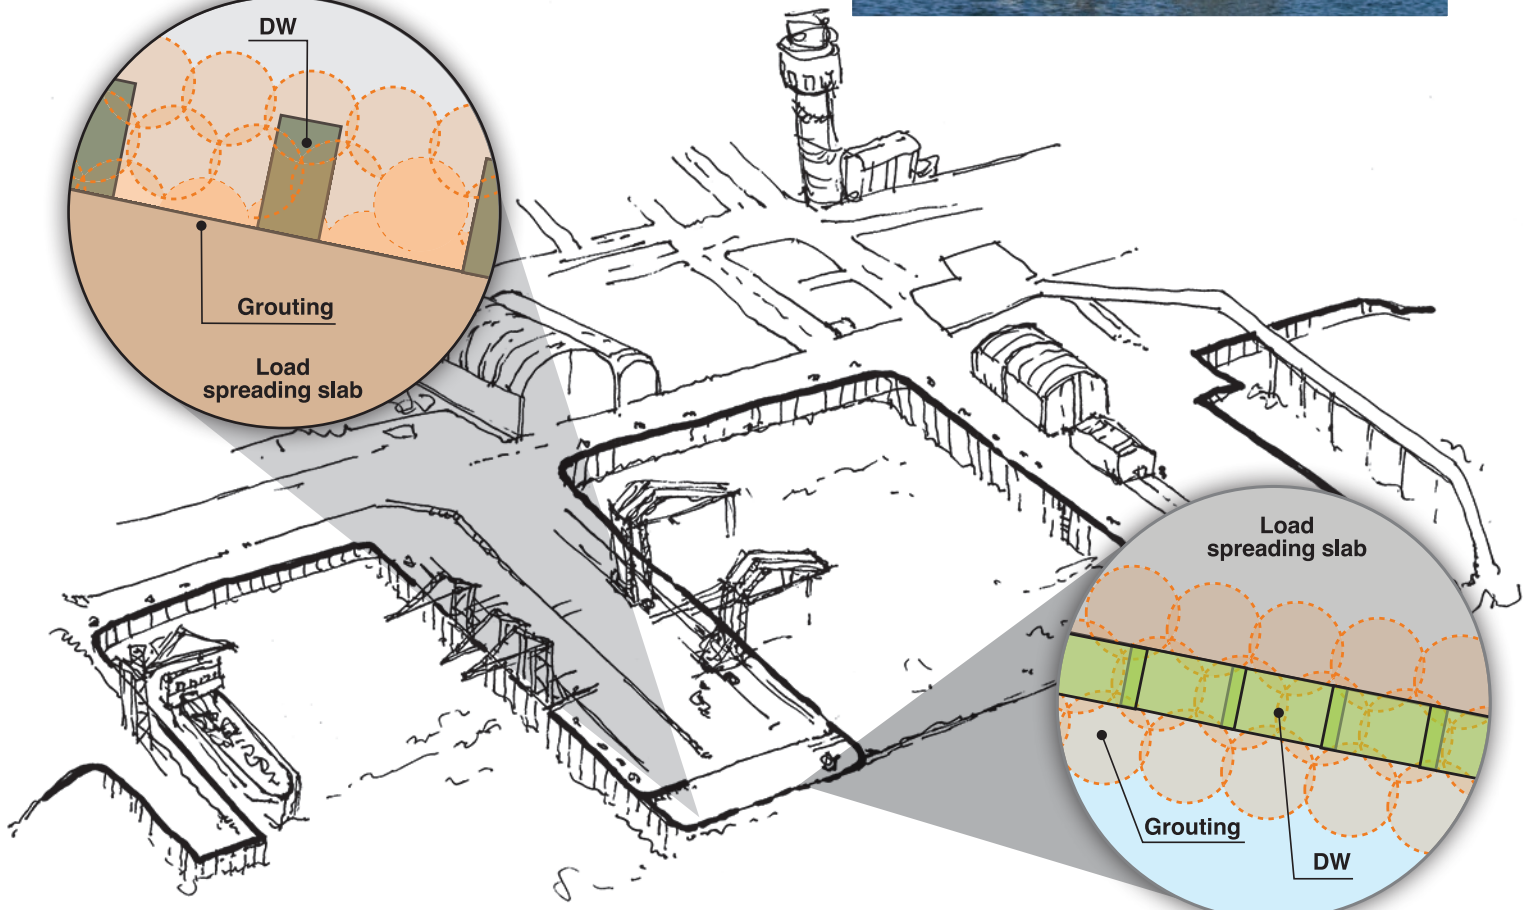 DW
Grouting
Load
spreading slab
Load
spreading slab
Grouting
DW